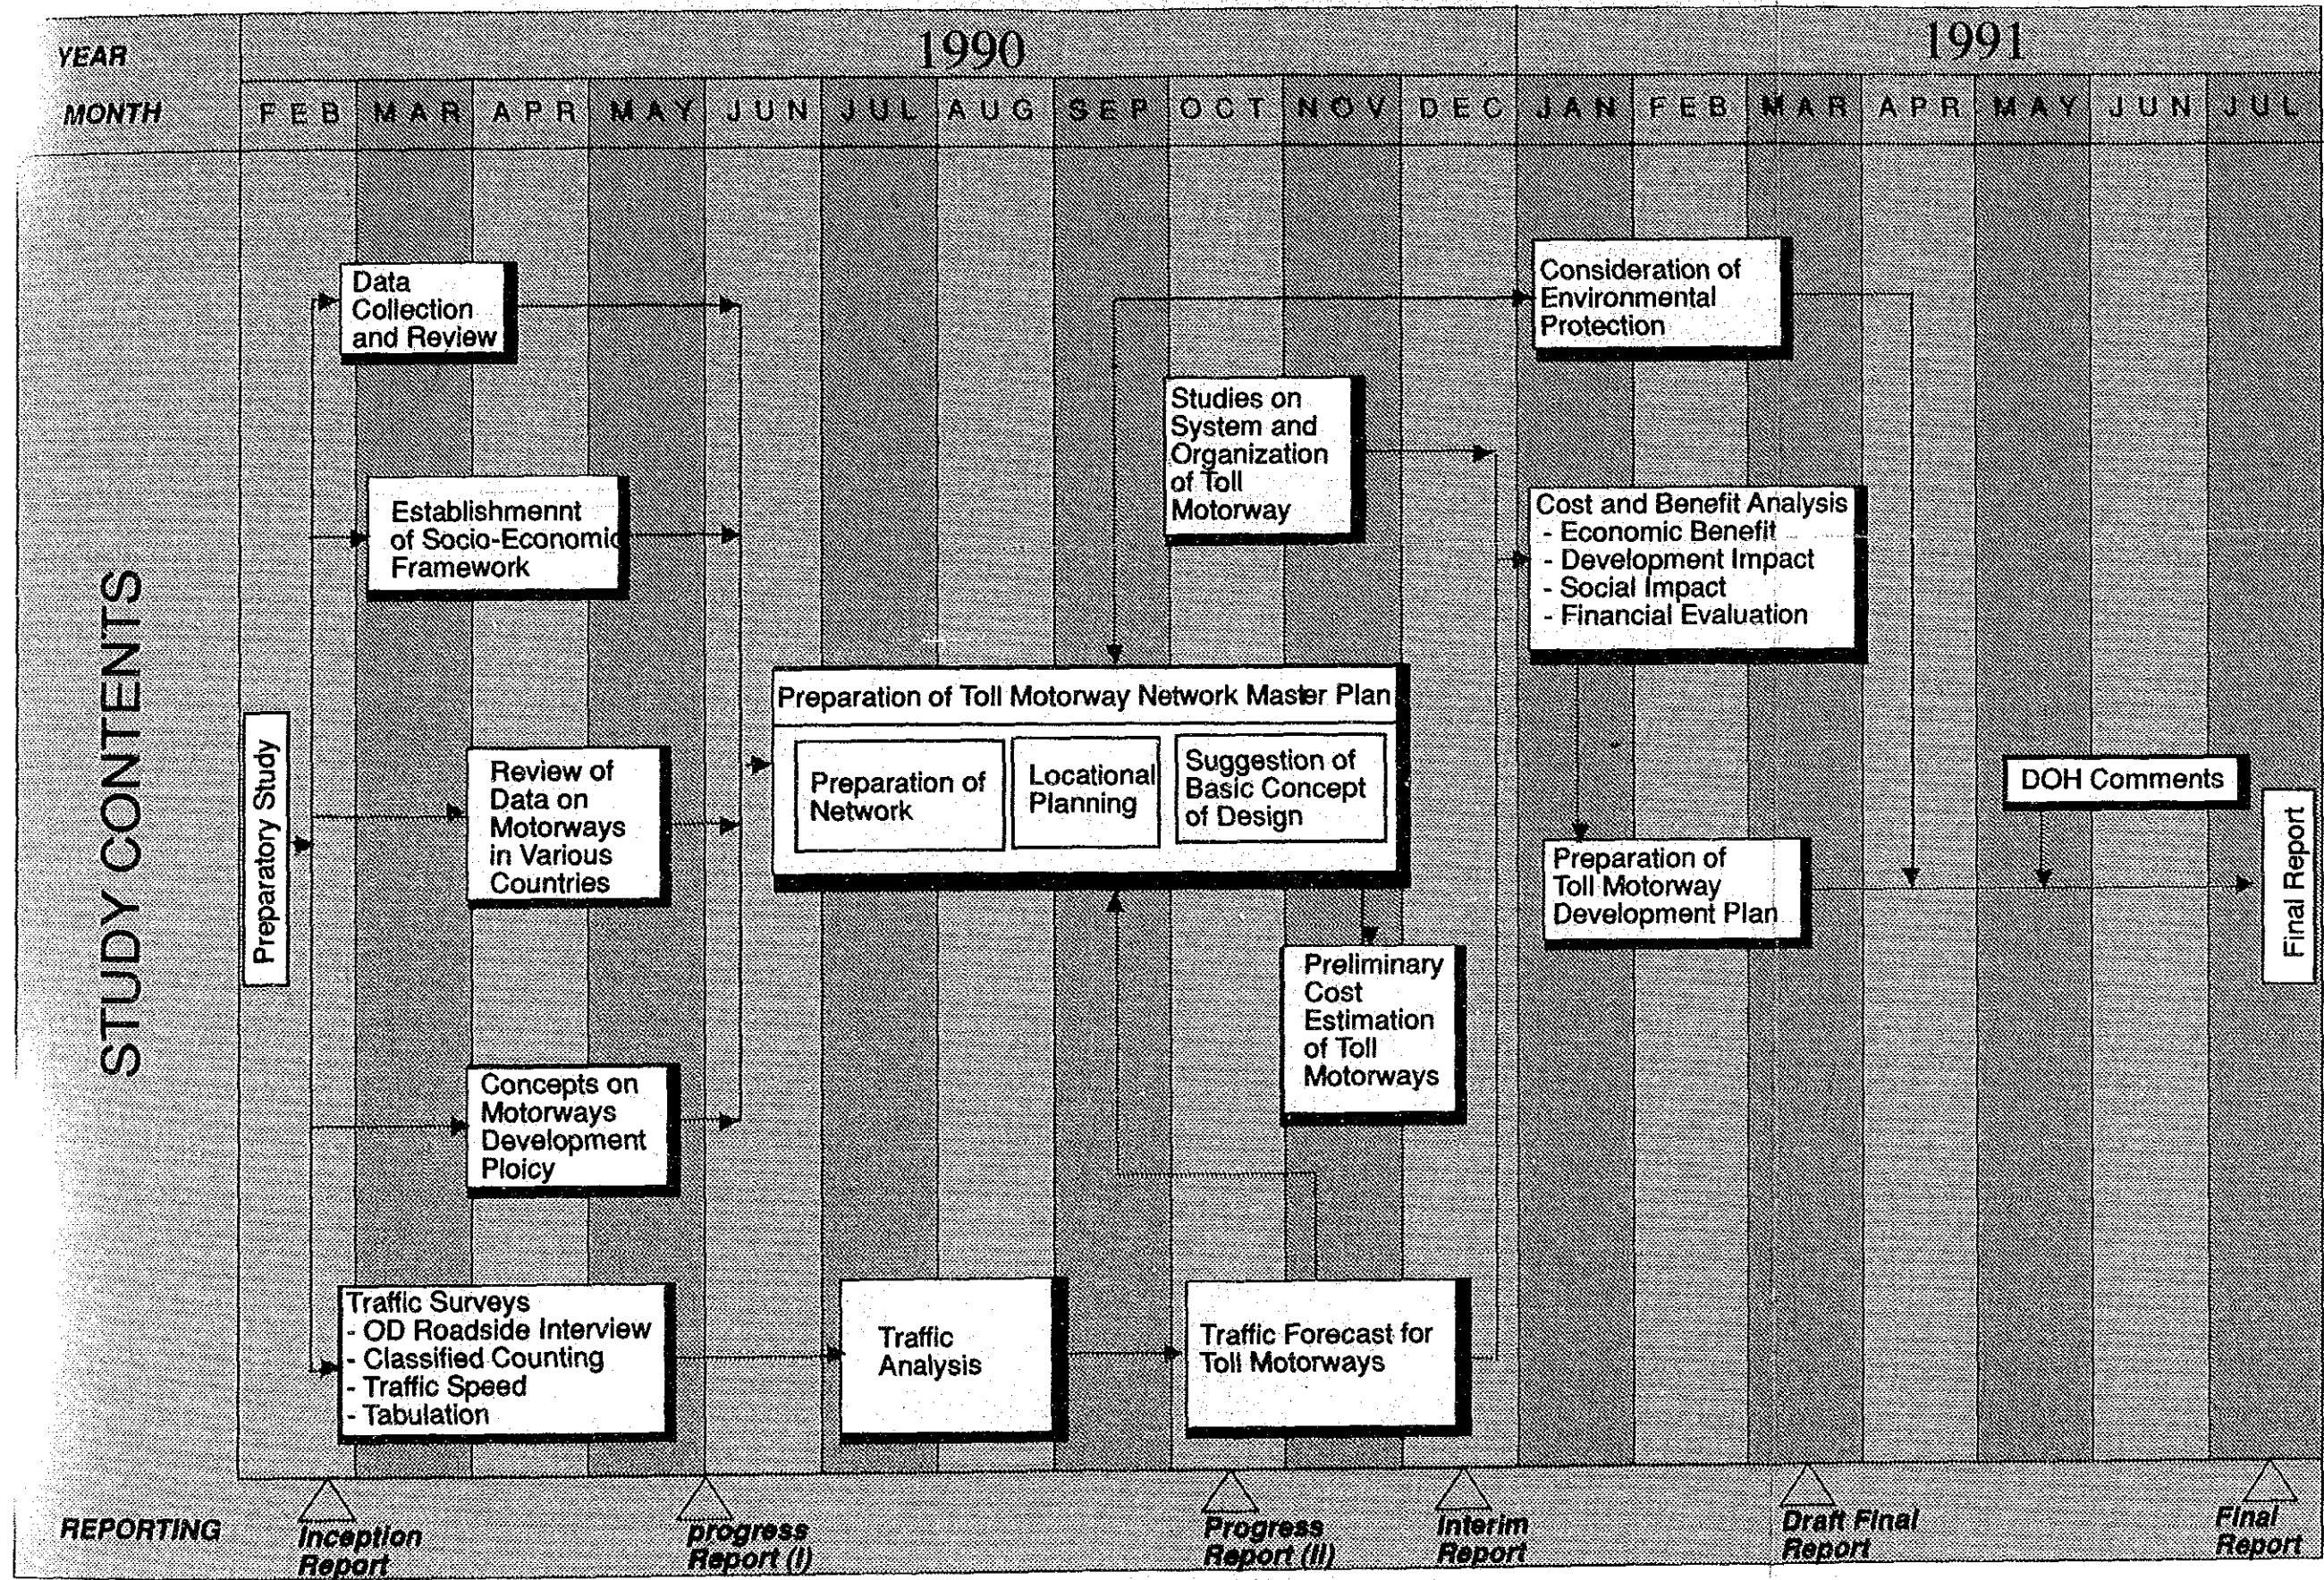 YEAR
1990
1991
MONTH
FEB MAR APR MAY JUN JUL AUG SEP OCT NOV DEC JAN FEB MAR APR MAY JUN JUL
STUDY CONTENTS
Preparatory Study
Data
Collection
and Review
Establishmennt
of Socio-Economic
Framework
Review of
Data on
Motorways
in Various
Countries
Concepts on
Motorways
Development
Ploicy
Traffic Surveys
- OD Roadside Interview
- Classified Counting
- Traffic Speed
- Tabulation
Preparation of Toll Motorway Network Master Plan
Preparation of
Network
Locational
Planning
Suggestion of
Basic Concept
of Design
Traffic
Analysis
Studies on
System and
Organization
of Toll
Motorway
Preliminary
Cost
Estimation
of Toll
Motorways
Traffic Forecast for
Toll Motorways
Consideration of
Environmental
Protection
Cost and Benefit Analysis
- Economic Benefit
- Development Impact
- Social Impact
- Financial Evaluation
Preparation of
Toll Motorway
Development Plan
DOH Comments
Final Report
REPORTING
Inception
Report
progress
Report (I)
Progress
Report (II)
Interim
Report
Draft Final
Report
Final
Report